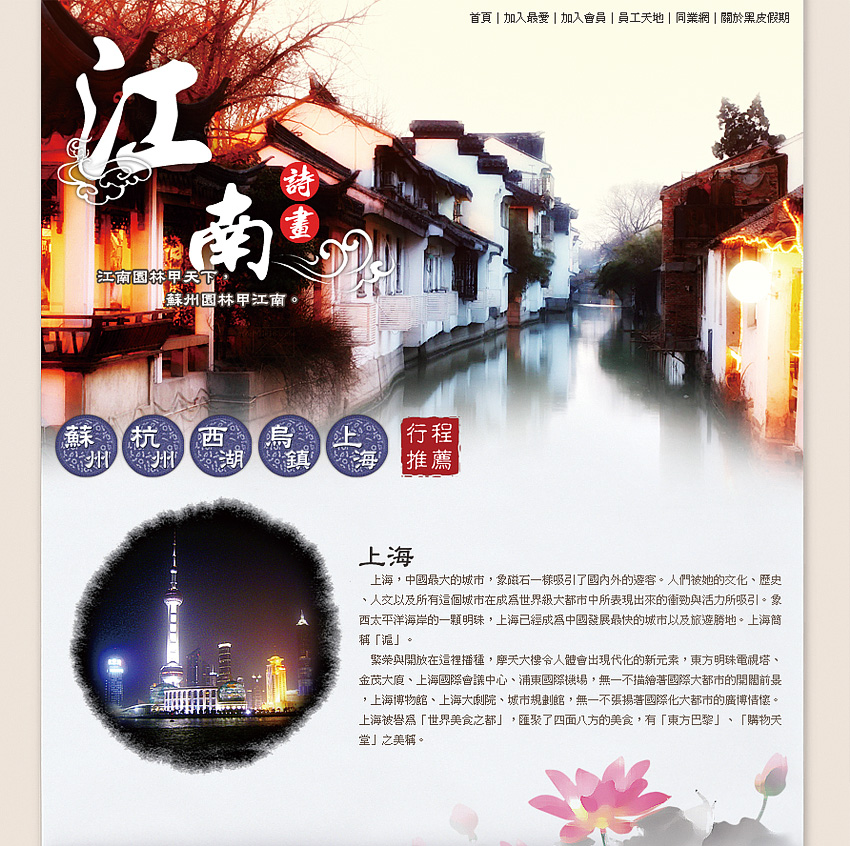 首頁 | 加入最愛 | 加入會員 | 員工天地 | 同業網 | 關於黑皮假期
江
南
詩
畫
江南園林甲天下，
蘇州園林甲江南。
蘇州
杭州
西湖
烏鎮
上海
行程
推薦
上海
上海，中國最大的城市，象磁石一樣吸引了國內外的遊客。人們被她的文化、歷史
、人文以及所有這個城市在成為世界級大都市中所表現出來的衝勁與活力所吸引。象
西太平洋海岸的一顆明珠，上海已經成為中國發展最快的城市以及旅遊勝地。上海簡
稱「滬」。
繁榮與開放在這裡播種，摩天大樓令人體會出現代化的新元素，東方明珠電視塔、
金茂大廈、上海國際會議中心、浦東國際機場，無一不描繪著國際大都市的開闊前景
，上海博物館、上海大劇院、城市規劃館，無一不張揚著國際化大都市的廣博情懷。
上海被譽為「世界美食之都」，匯聚了四面八方的美食，有「東方巴黎」、「購物天
堂」之美稱。